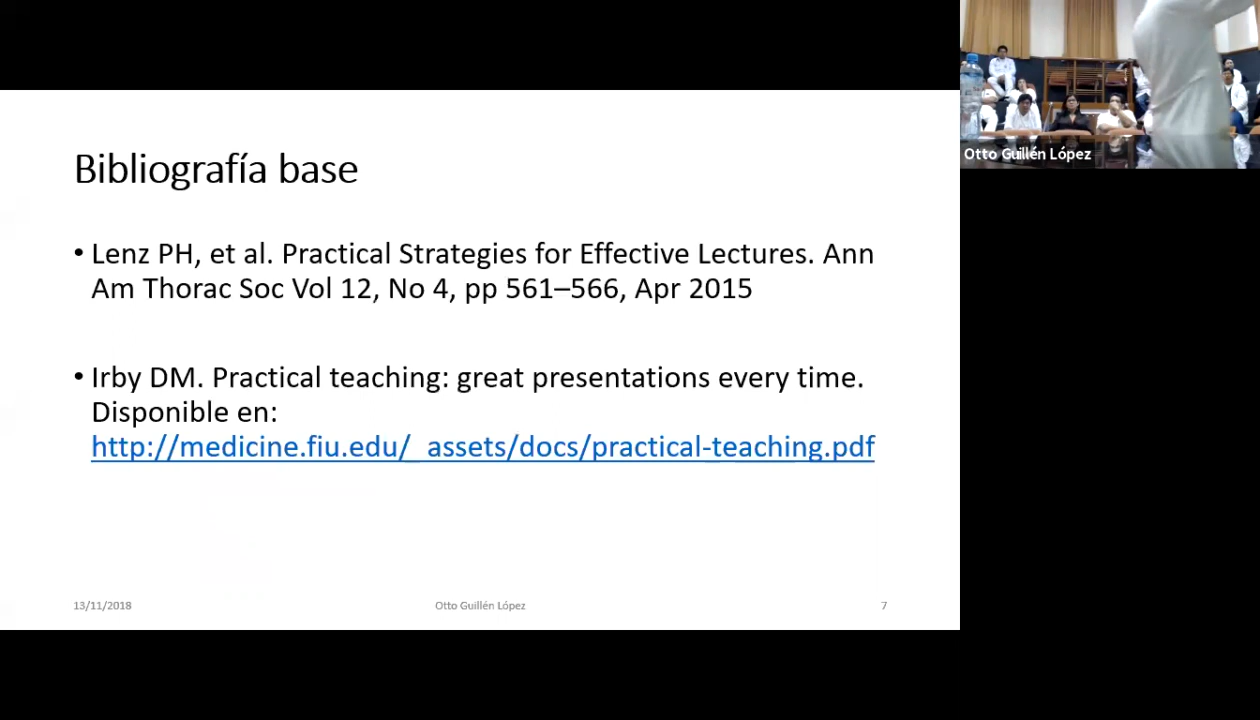 Bibliografía base
• Lenz PH, et al. Practical Strategies for Effective Lectures. Ann
Am Thorac Soc Vol 12, No 4, pp 561–566, Apr 2015
• Irby DM. Practical teaching: great presentations every time.
Disponible en:
http://medicine.fiu.edu/_assets/docs/practical-teaching.pdf
13/11/2018
Otto Guillén López
7
Otto Guillén López